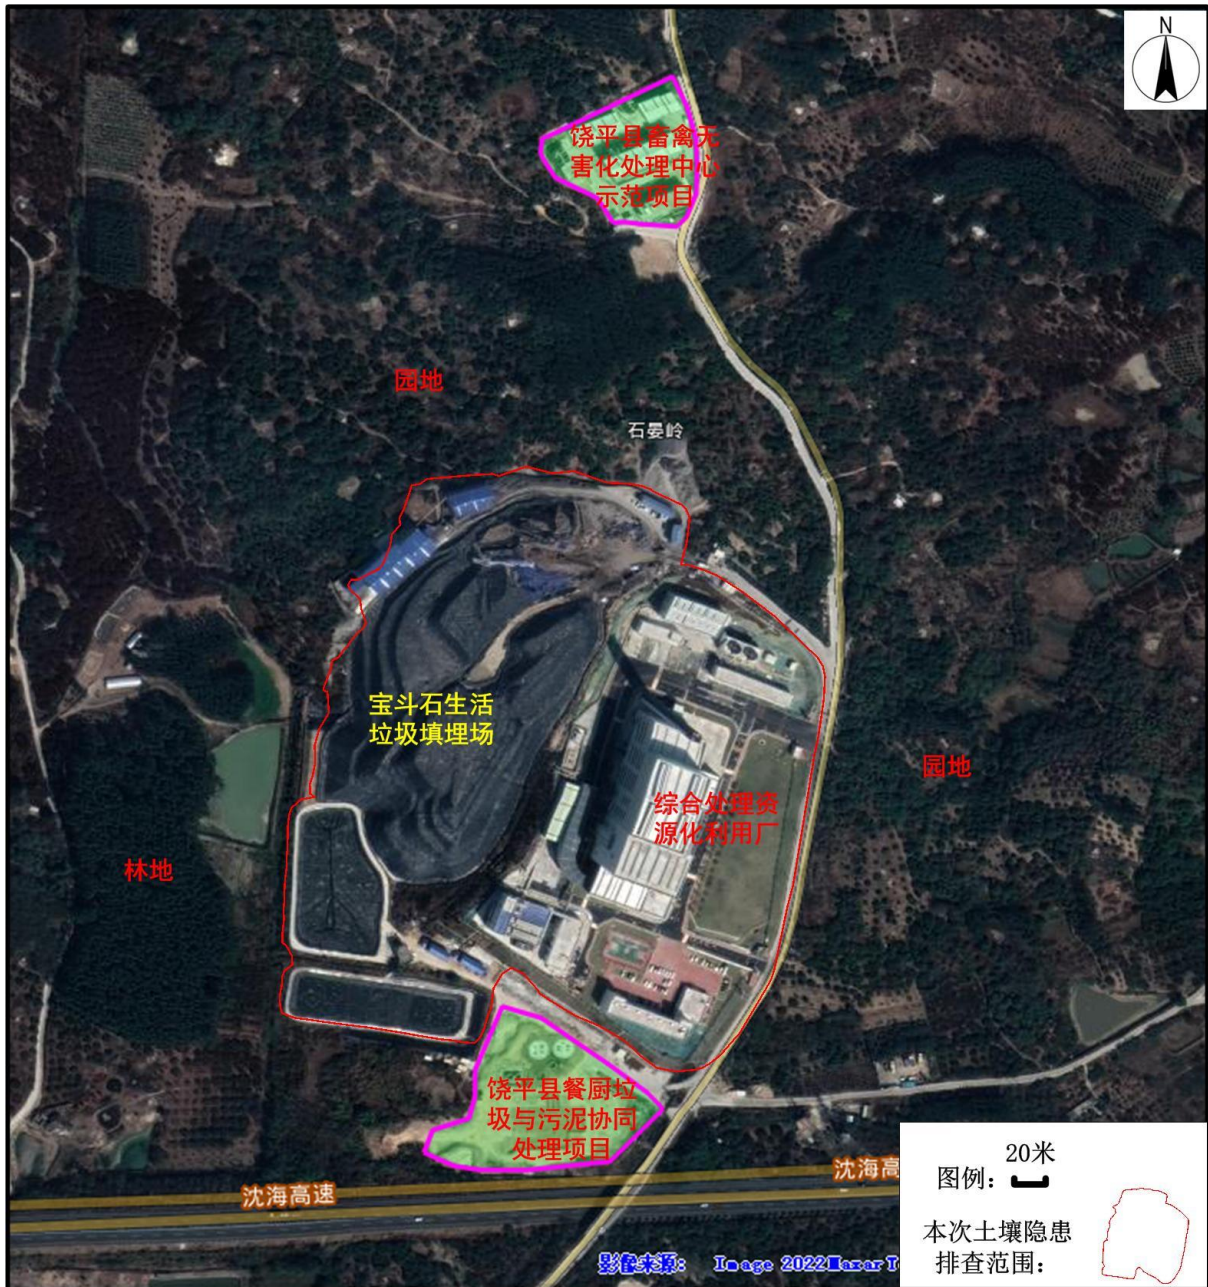 N
饶平县畜禽无
害化处理中心
示范项目
园地
石晏岭
宝斗石生活
垃圾填埋场
园地
综合处理资
源化利用厂
林地
饶平县餐厨垃
圾与污泥协同
处理项目
沈海高速
沈海高
20米
图例：
本次土壤隐患
排查范围：
影像来源： Image 2022Maxar T